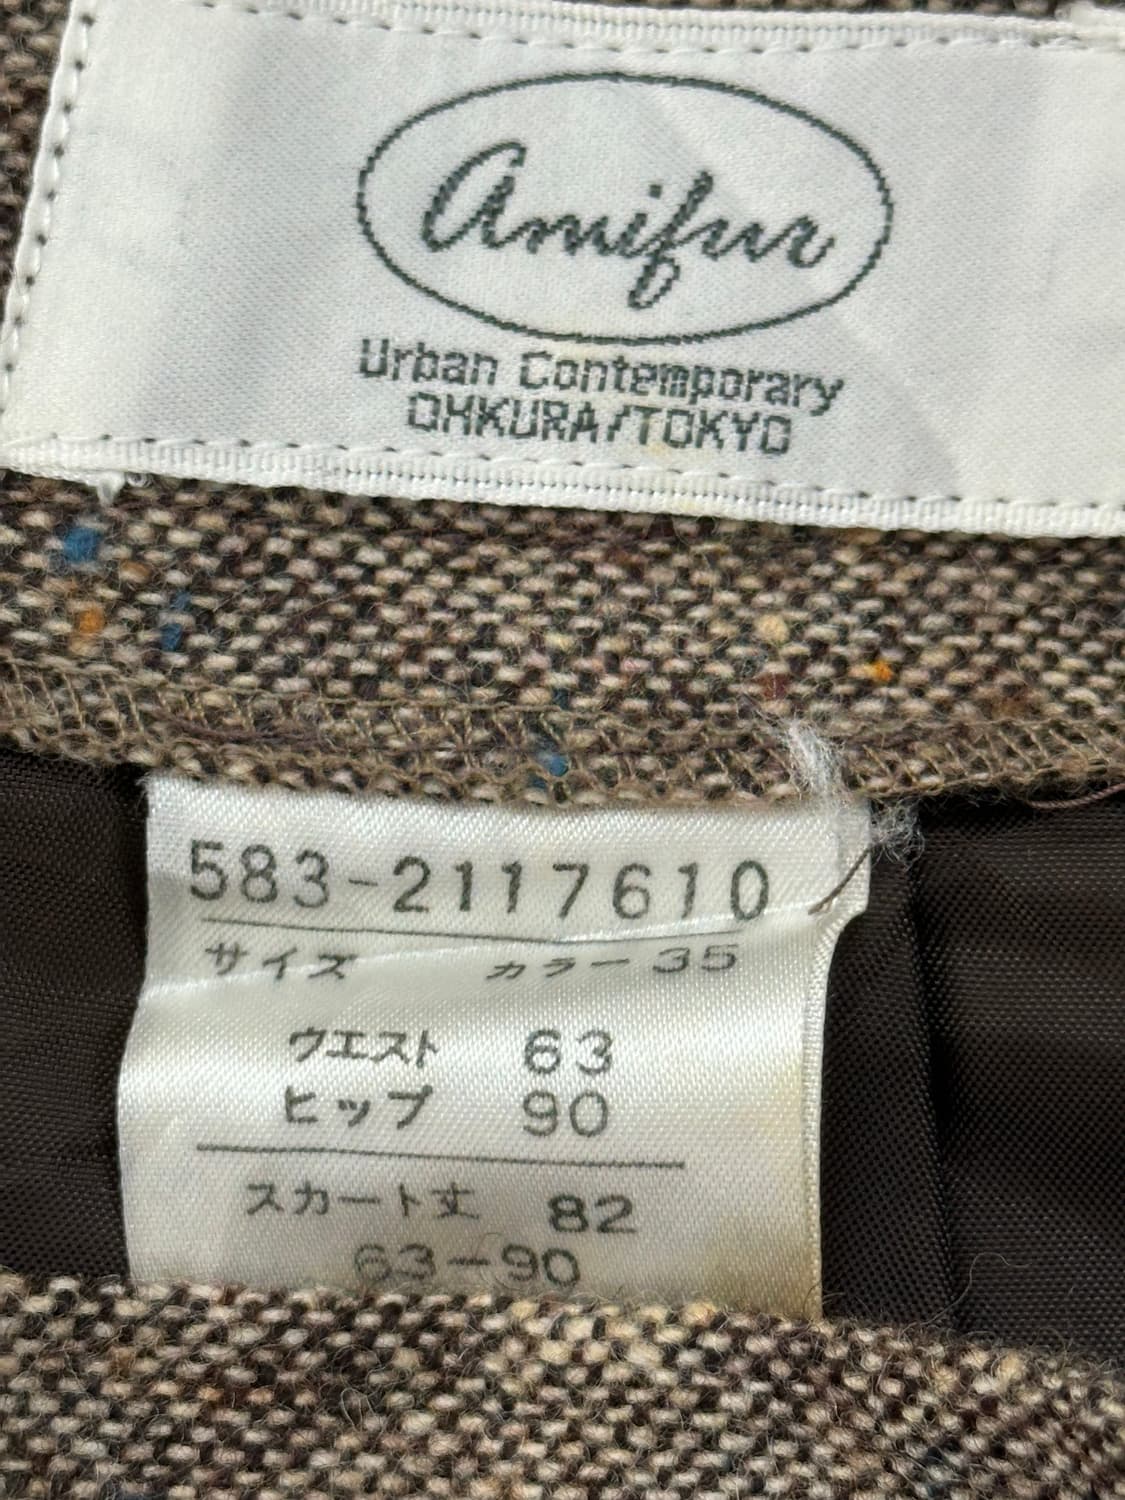 amifur
Urban Contemporary
OHKURA/TOKYO
583-2117610
サイズ カラー 35
ウエスト 63
ヒップ 90
スカート丈 82
63-90